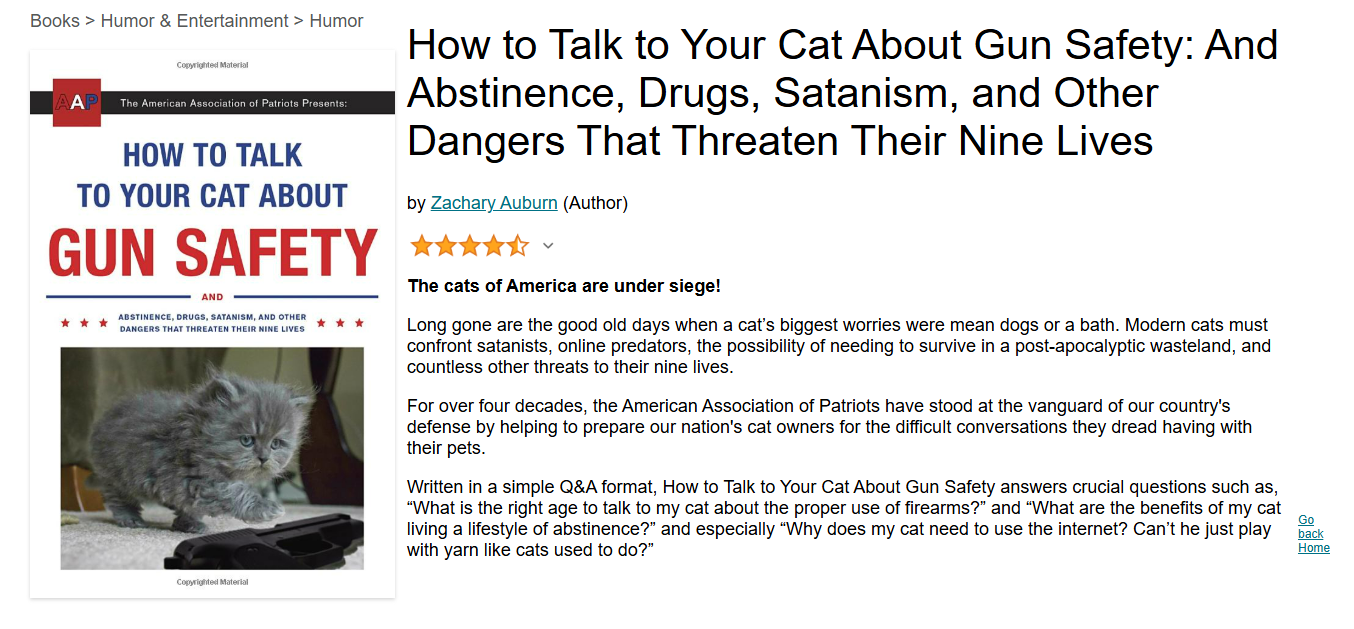 Books > Humor & Entertainment > Humor
Copyrighted Material
AAP
The American Association of Patriots Presents:
HOW TO TALK
TO YOUR CAT ABOUT
GUN SAFETY
AND
ABSTINENCE, DRUGS, SATANISM, AND OTHER
DANGERS THAT THREATEN THEIR NINE LIVES
Copyrighted Material
How to Talk to Your Cat About Gun Safety: And
Abstinence, Drugs, Satanism, and Other
Dangers That Threaten Their Nine Lives
by Zachary Auburn (Author)
The cats of America are under siege!
Long gone are the good old days when a cat’s biggest worries were mean dogs or a bath. Modern cats must
confront satanists, online predators, the possibility of needing to survive in a post-apocalyptic wasteland, and
countless other threats to their nine lives.
For over four decades, the American Association of Patriots have stood at the vanguard of our country's
defense by helping to prepare our nation's cat owners for the difficult conversations they dread having with
their pets.
Written in a simple Q&A format, How to Talk to Your Cat About Gun Safety answers crucial questions such as,
“What is the right age to talk to my cat about the proper use of firearms?” and “What are the benefits of my cat
living a lifestyle of abstinence?” and especially “Why does my cat need to use the internet? Can’t he just play
with yarn like cats used to do?”
Go
back
Home